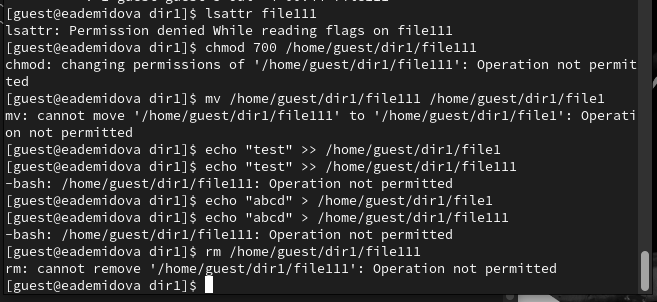 [guest@eademidova dir1]$ lsattr file111
lsattr: Permission denied While reading flags on file111
[guest@eademidova dir1]$ chmod 700 /home/guest/dir1/file111
chmod: changing permissions of '/home/guest/dir1/file111': Operation not permit
ted
[guest@eademidova dir1]$ mv /home/guest/dir1/file111 /home/guest/dir1/file1
mv: cannot move '/home/guest/dir1/file111' to '/home/guest/dir1/file1': Operati
on not permitted
[guest@eademidova dir1]$ echo "test" >> /home/guest/dir1/file1
[guest@eademidova dir1]$ echo "test" >> /home/guest/dir1/file111
-bash: /home/guest/dir1/file111: Operation not permitted
[guest@eademidova dir1]$ echo "abcd" > /home/guest/dir1/file1
[guest@eademidova dir1]$ echo "abcd" > /home/guest/dir1/file111
-bash: /home/guest/dir1/file111: Operation not permitted
[guest@eademidova dir1]$ rm /home/guest/dir1/file111
rm: cannot remove '/home/guest/dir1/file111': Operation not permitted
[guest@eademidova dir1]$